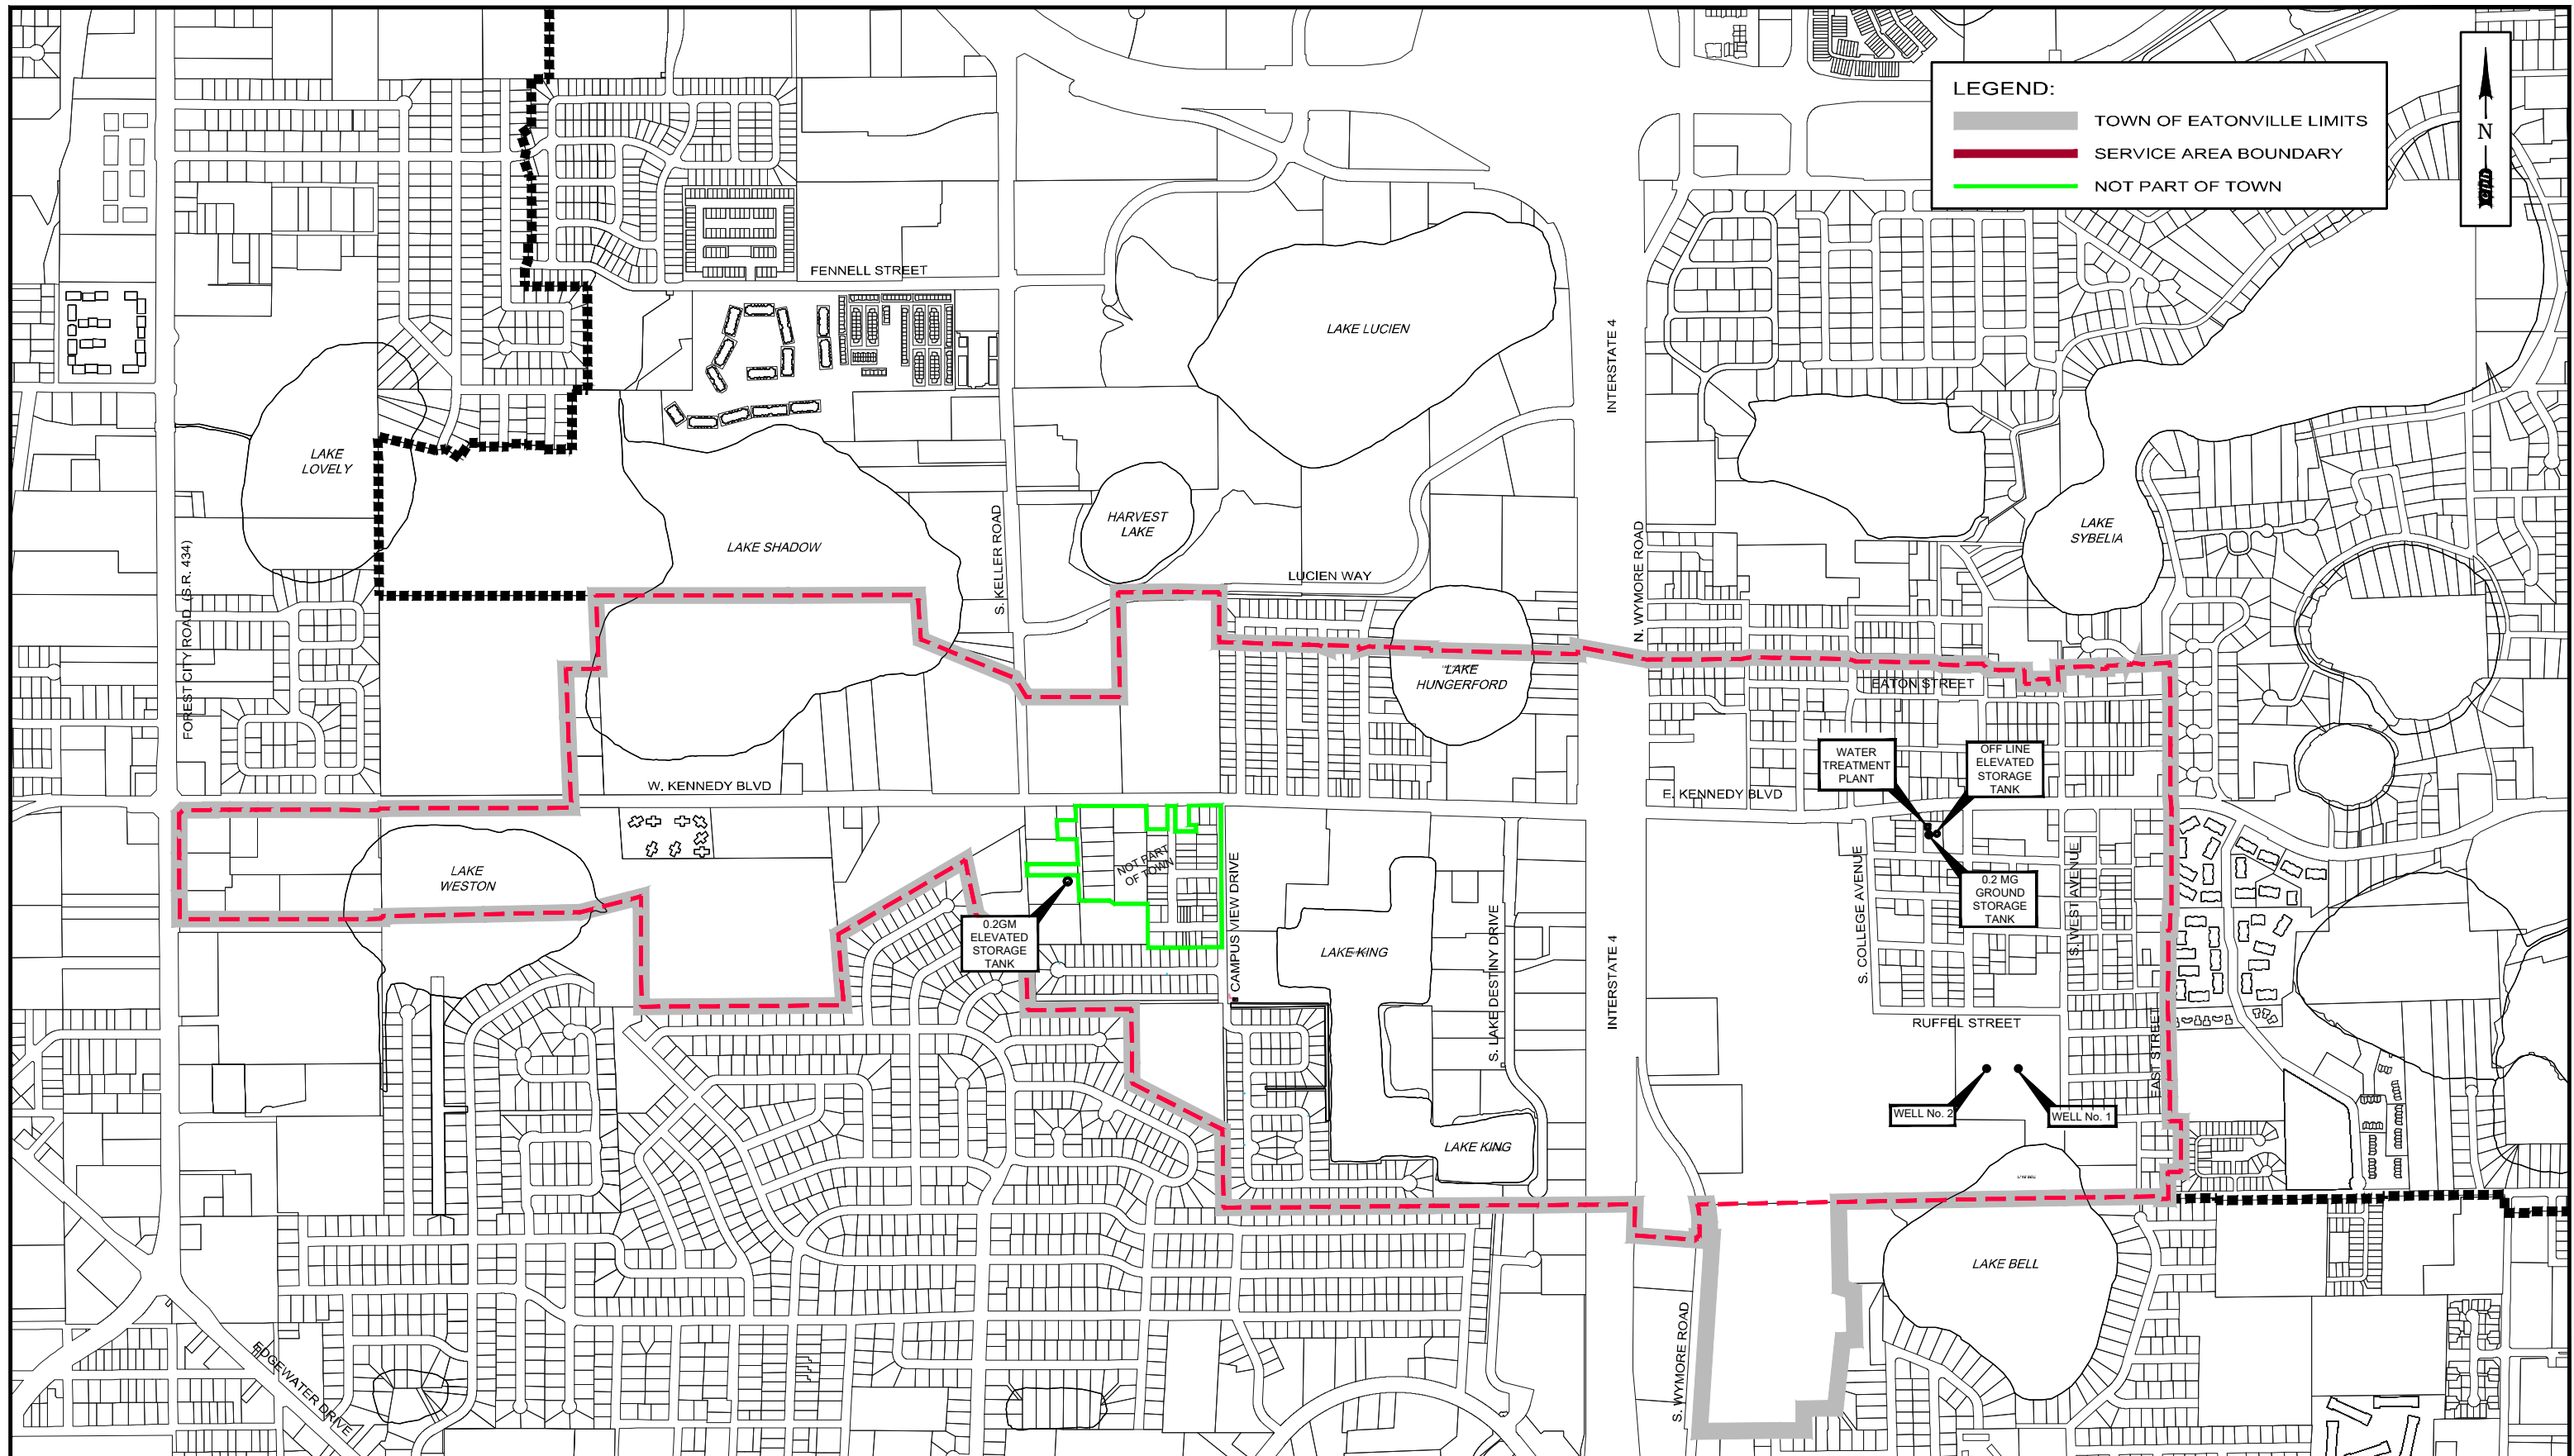 LEGEND:
TOWN OF EATONVILLE LIMITS
SERVICE AREA BOUNDARY
NOT PART OF TOWN
N
FENNELL STREET
LAKE LUCIEN
INTERSTATE 4
LAKE
LOVELY
HARVEST
LAKE
LAKE SHADOW
S. KELLER ROAD
LUCIEN WAY
N. WYMORE ROAD
LAKE
SYBELIA
FOREST CITY ROAD (S.R. 434)
LAKE
HUNGERFORD
EATON STREET
WATER
TREATMENT
PLANT
OFF LINE
ELEVATED
STORAGE
TANK
W. KENNEDY BLVD
E. KENNEDY BLVD
LAKE
WESTON
NOT PART
OF TOWN
CAMPUS VIEW DRIVE
0.2GM
ELEVATED
STORAGE
TANK
LAKE KING
S. LAKE DESTINY DRIVE
INTERSTATE 4
S. COLLEGE AVENUE
0.2 MG
GROUND
STORAGE
TANK
S. WEST AVENUE
RUFFEL STREET
EAST STREET
WELL No. 2
WELL No. 1
LAKE KING
LAKE BELL
S. WYMORE ROAD
EDGEWATER DRIVE